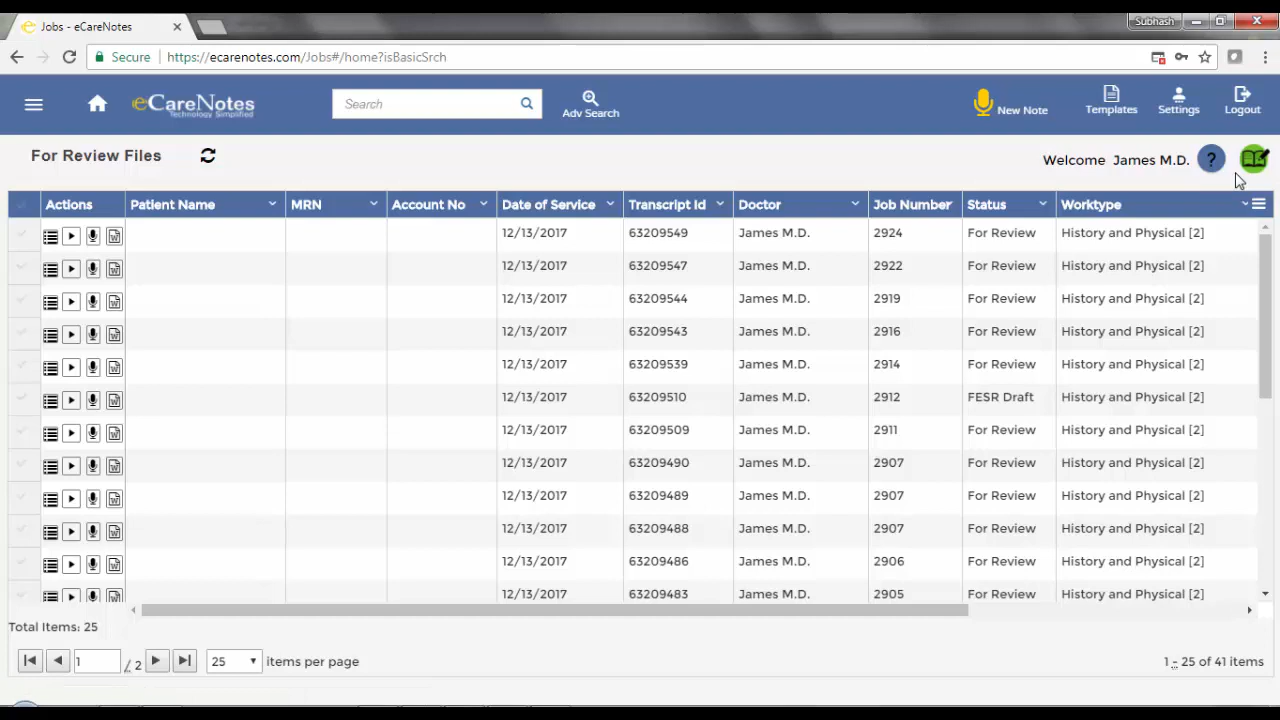 Jobs - eCareNotes
Subhash
Secure https://ecarenotes.com/Jobs#/home?isBasicSrch
eCareNotes
Technology Simplified
Search
Adv Search
New Note
Templates
Settings
Logout
For Review Files
Welcome James M.D. ?
Actions Patient Name MRN Account No Date of Service Transcript Id Doctor Job Number Status Worktype
12/13/2017 63209549 James M.D. 2924 For Review History and Physical [2]
12/13/2017 63209547 James M.D. 2922 For Review History and Physical [2]
12/13/2017 63209544 James M.D. 2919 For Review History and Physical [2]
12/13/2017 63209543 James M.D. 2916 For Review History and Physical [2]
12/13/2017 63209539 James M.D. 2914 For Review History and Physical [2]
12/13/2017 63209510 James M.D. 2912 FESR Draft History and Physical [2]
12/13/2017 63209509 James M.D. 2911 For Review History and Physical [2]
12/13/2017 63209490 James M.D. 2907 For Review History and Physical [2]
12/13/2017 63209489 James M.D. 2907 For Review History and Physical [2]
12/13/2017 63209488 James M.D. 2907 For Review History and Physical [2]
12/13/2017 63209486 James M.D. 2906 For Review History and Physical [2]
12/13/2017 63209483 James M.D. 2905 For Review History and Physical [2]
Total Items: 25
1 / 2 25 items per page 1 - 25 of 41 items